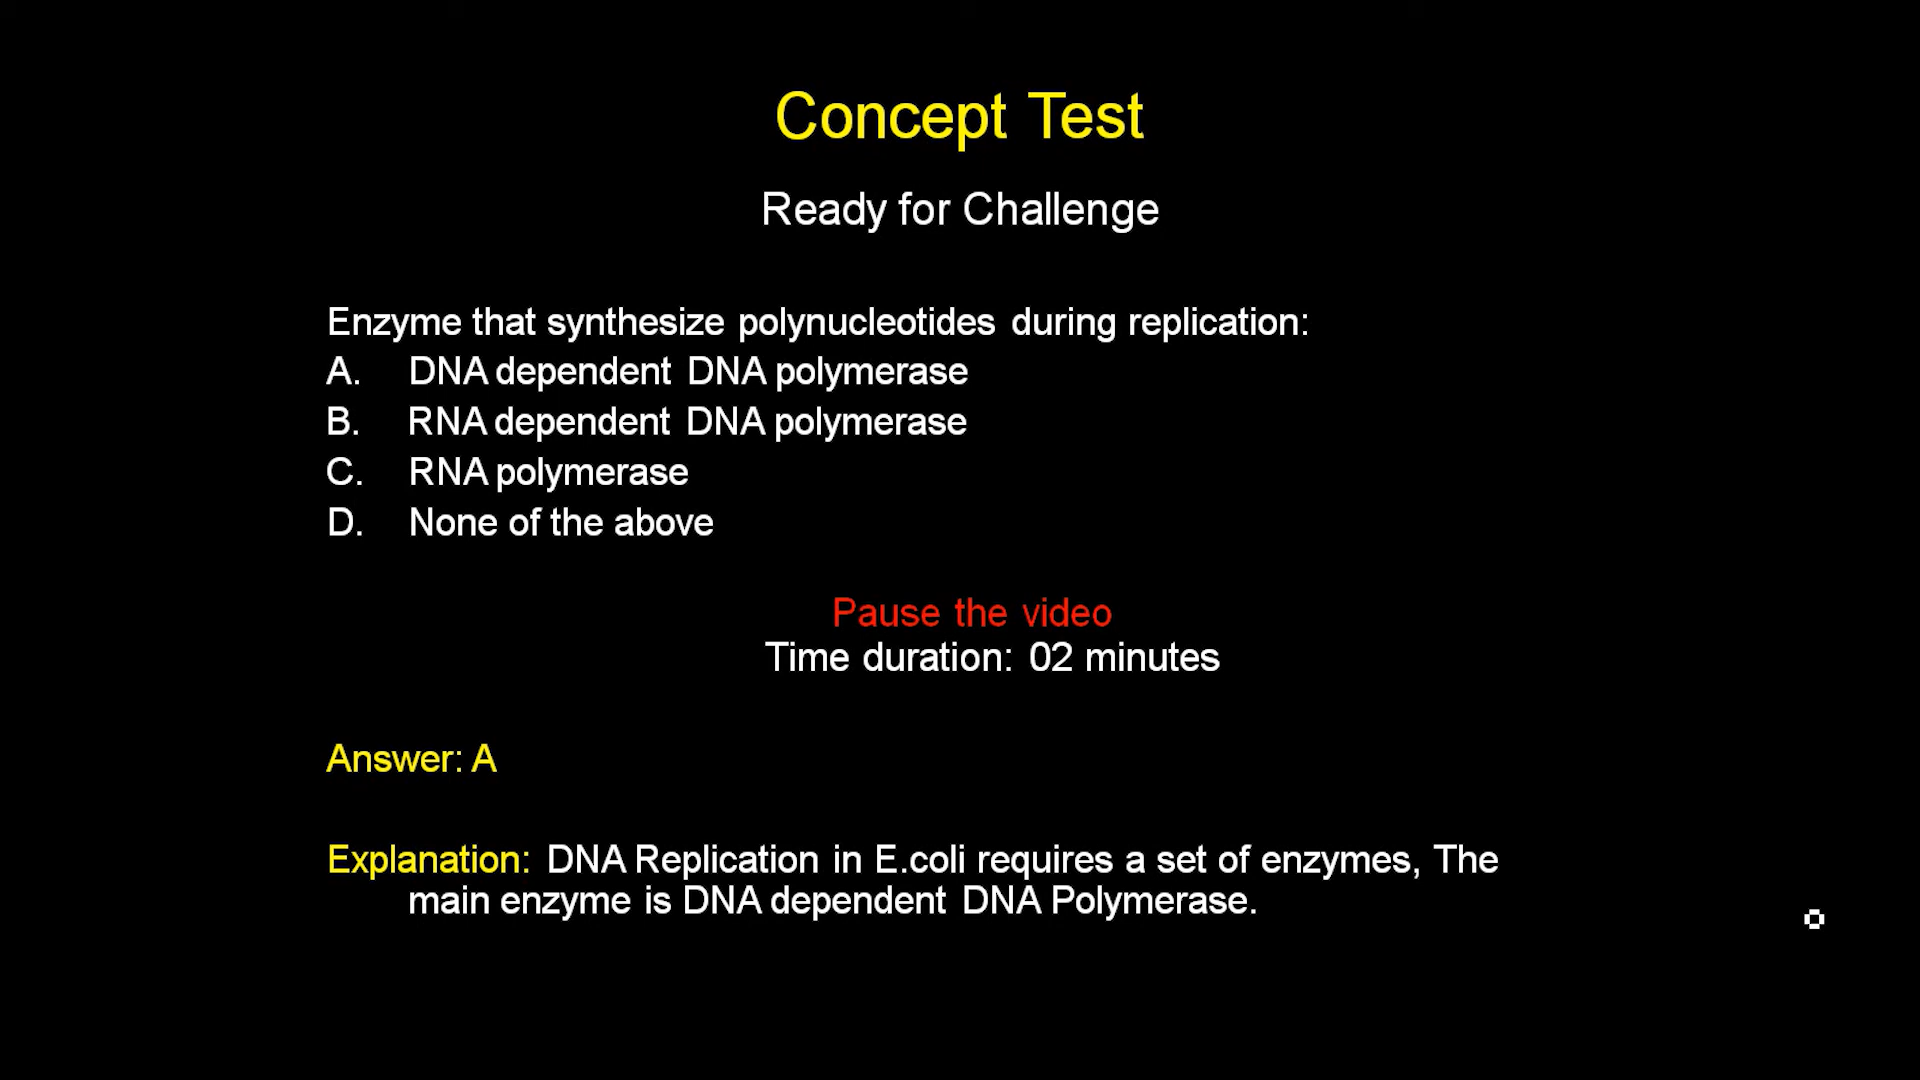 Concept Test
Ready for Challenge
Enzyme that synthesize polynucleotides during replication:
A. DNA dependent DNA polymerase
B. RNA dependent DNA polymerase
C. RNA polymerase
D. None of the above
Pause the video
Time duration: 02 minutes
Answer: A
Explanation: DNA Replication in E.coli requires a set of enzymes, The
main enzyme is DNA dependent DNA Polymerase.